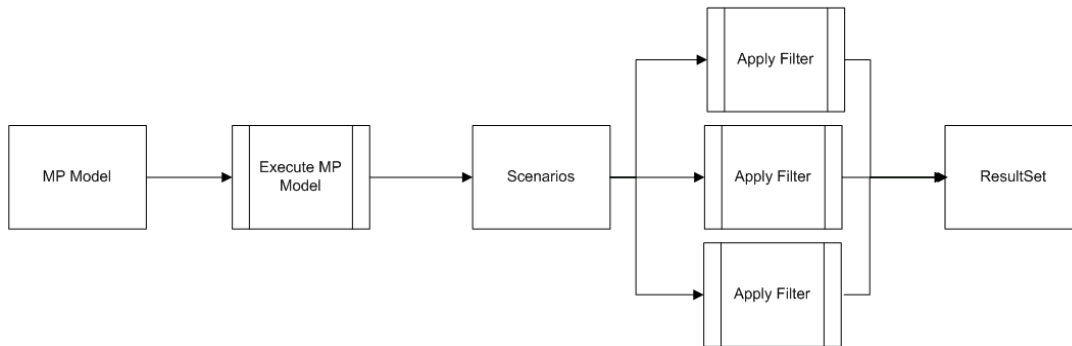 MP Model
Execute MP
Model
Scenarios
Apply Filter
Apply Filter
Apply Filter
ResultSet